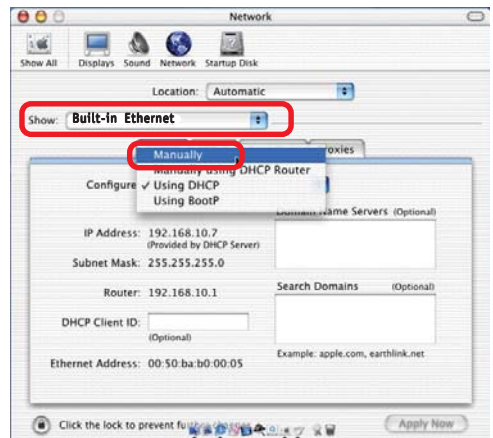 Network
Show All Displays Sound Network Startup Disk
Location: Automatic
Show: Built-in Ethernet
Manually
oxies
Manually using DHCP Router
Configure ✓ Using DHCP
Using BootP
Domain Name Servers (Optional)
IP Address: 192.168.10.7
(Provided by DHCP Server)
Subnet Mask: 255.255.255.0
Router: 192.168.10.1
Search Domains (Optional)
DHCP Client ID:
(Optional)
Example: apple.com, earthlink.net
Ethernet Address: 00:50:ba:b0:00:05
Click the lock to prevent
Apply Now